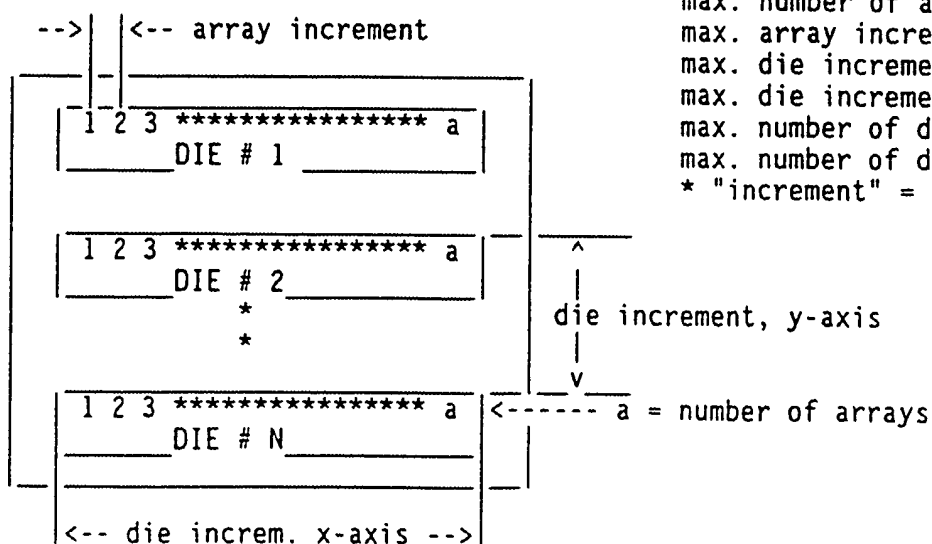 max. number of a
--> <-- array increment
max. array incre
max. die increme
max. die increme
max. number of d
max. number of d
* "increment" =
1 2 3 **************** a
DIE # 1
1 2 3 **************** a
DIE # 2
*
*
^
die increment, y-axis
v
1 2 3 **************** a
<------ a = number of arrays
DIE # N
<-- die increm. x-axis -->